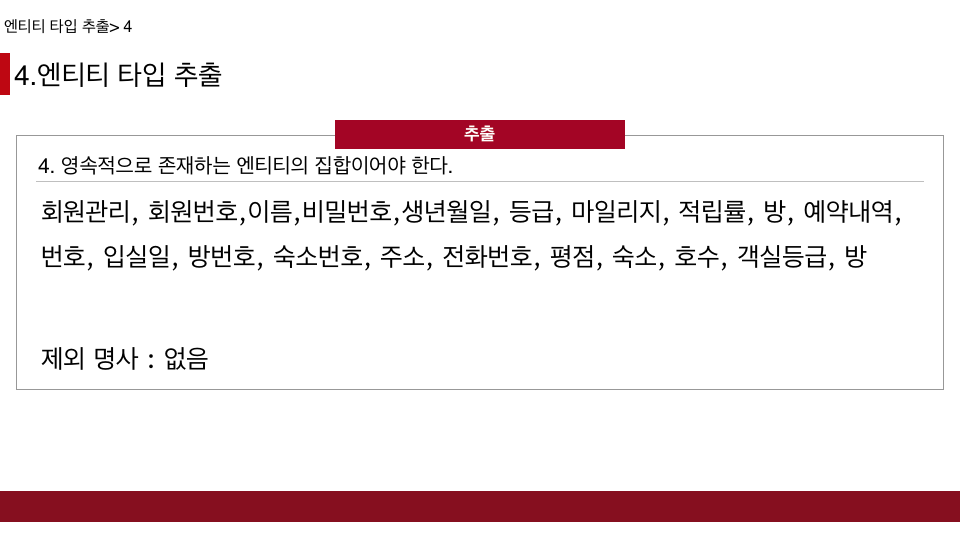 엔티티 타입 추출> 4
4.엔티티 타입 추출
추출
4. 영속적으로 존재하는 엔티티의 집합이어야 한다.
회원관리, 회원번호,이름,비밀번호,생년월일, 등급, 마일리지, 적립률, 방, 예약내역,
번호, 입실일, 방번호, 숙소번호, 주소, 전화번호, 평점, 숙소, 호수, 객실등급, 방
제외 명사 : 없음